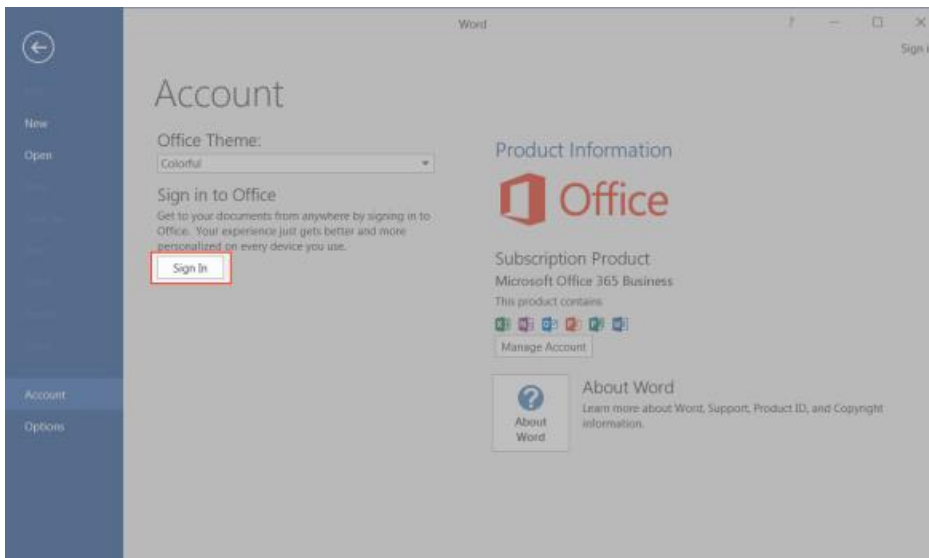 Word
?
Sign i
Account
New
Open
Office Theme:
Colorful
Sign in to Office
Get to your documents from anywhere by signing in to
Office. Your experience just gets better and more
personalized on every device you use.
Sign In
Product Information
Office
Subscription Product
Microsoft Office 365 Business
This product contains
Manage Account
About Word
Learn more about Word, Support, Product ID, and Copyright
information.
About
Word
Account
Options